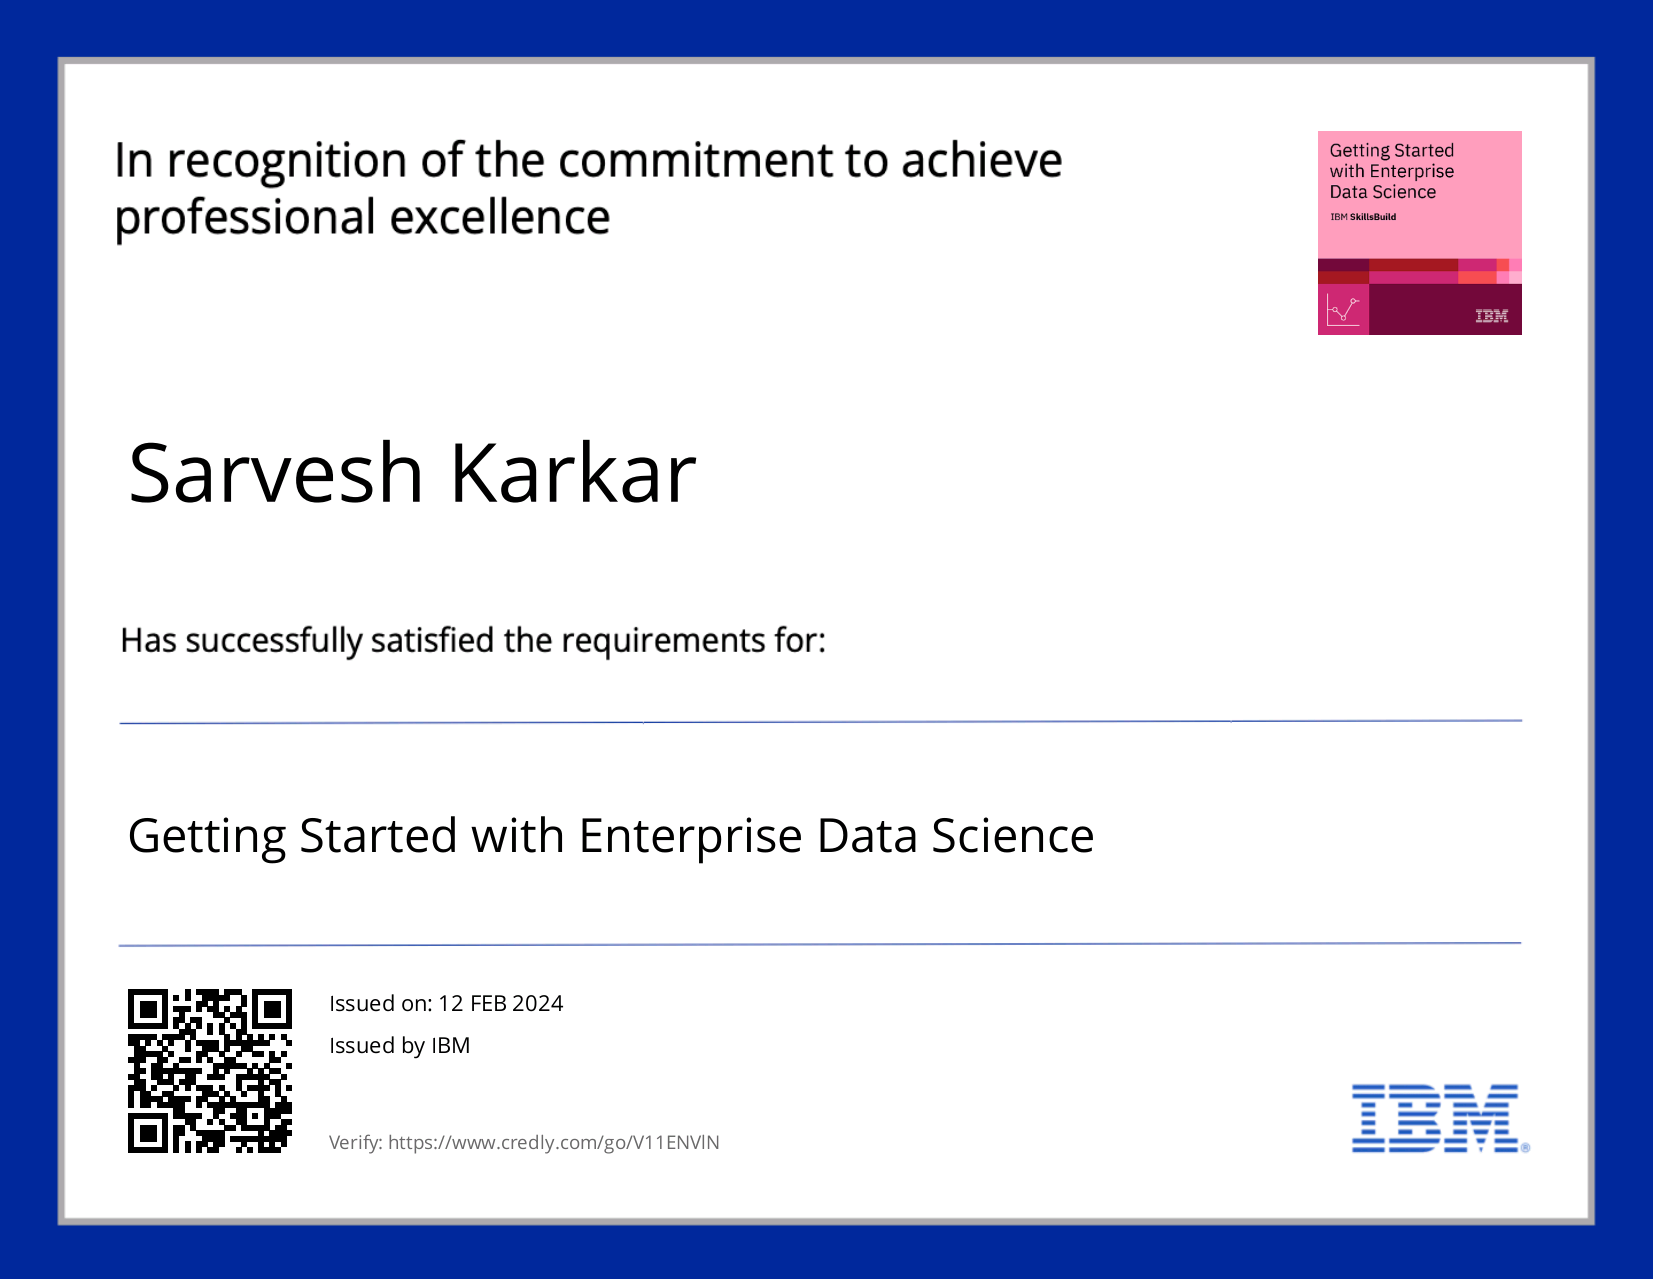 In recognition of the commitment to achieve
professional excellence
Getting Started
with Enterprise
Data Science
IBM SkillsBuild
IBM
Sarvesh Karkar
Has successfully satisfied the requirements for:
Getting Started with Enterprise Data Science
Issued on: 12 FEB 2024
Issued by IBM
Verify: https://www.credly.com/go/V11ENVlN
IBM®